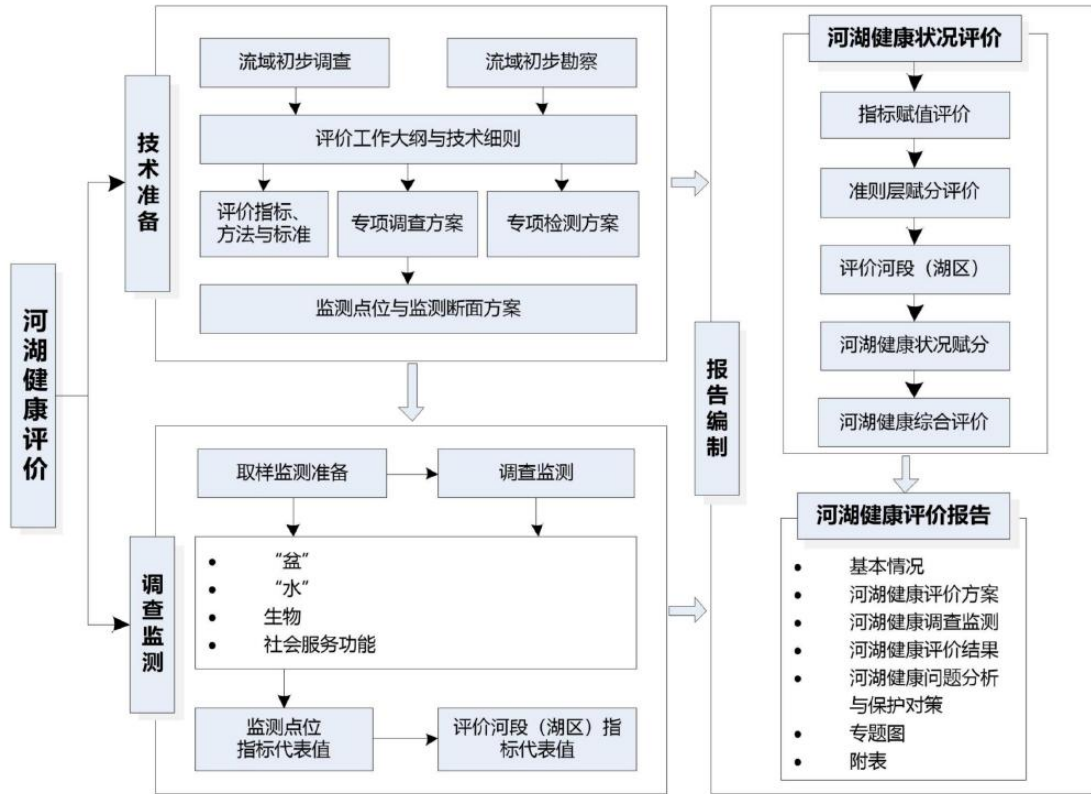 河湖健康评价
技术准备
流域初步调查
流域初步勘察
评价工作大纲与技术细则
评价指标、
方法与标准
专项调查方案
专项检测方案
监测点位与监测断面方案
调查监测
取样监测准备
调查监测
• “盆”
• “水”
• 生物
• 社会服务功能
监测点位
指标代表值
评价河段（湖区）指
标代表值
报告编制
河湖健康状况评价
指标赋值评价
准则层赋分评价
评价河段（湖区）
河湖健康状况赋分
河湖健康综合评价
河湖健康评价报告
• 基本情况
• 河湖健康评价方案
• 河湖健康调查监测
• 河湖健康评价结果
• 河湖健康问题分析
与保护对策
• 专题图
• 附表